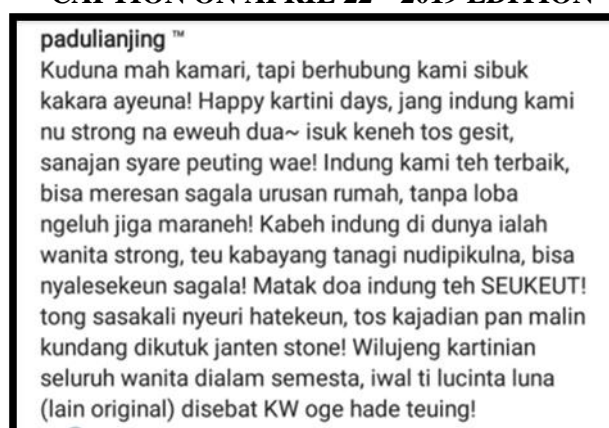 CAPTION ON APRIL 22 2019 EDITION
padulianjing ™
Kuduna mah kamari, tapi berhubung kami sibuk
kakara ayeuna! Happy kartini days, jang indung kami
nu strong na eweuh dua~ isuk keneh tos gesit,
sanajan syare peuting wae! Indung kami teh terbaik,
bisa meresan sagala urusan rumah, tanpa loba
ngeluh jiga maraneh! Kabeh indung di dunya ialah
wanita strong, teu kabayang tanagi nudipikulna, bisa
nyalesekeun sagala! Matak doa indung teh SEUKEUT!
tong sasakali nyeuri hatekeun, tos kajadian pan malin
kundang dikutuk janten stone! Wilujeng kartinian
seluruh wanita dialam semesta, iwal ti lucinta luna
(lain original) disebat KW oge hade teuing!